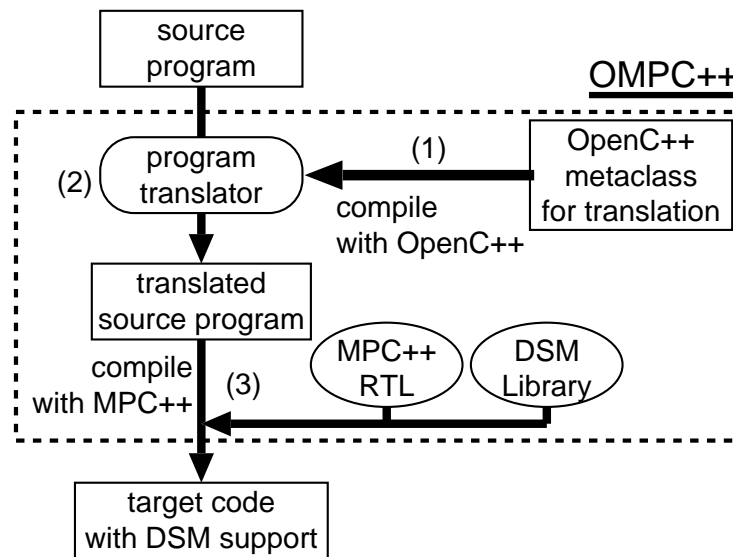 source
program
OMPC++
(1)
OpenC++
metaclass
for translation
(2)
program
translator
compile
with OpenC++
translated
source program
compile
with MPC++
(3)
MPC++
RTL
DSM
Library
target code
with DSM support